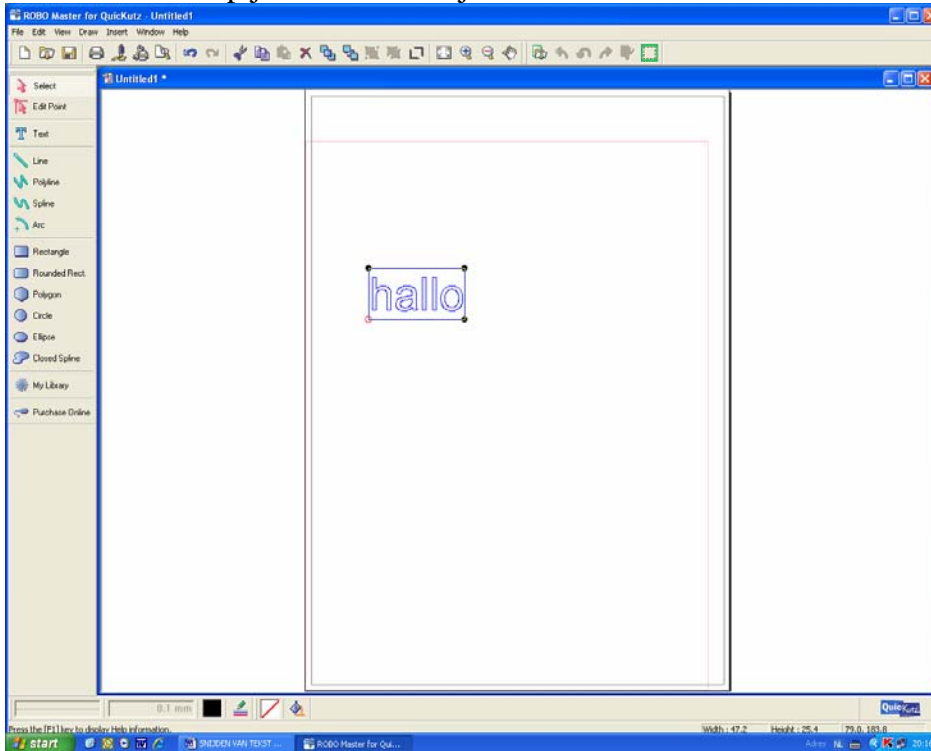 ROBO Master for QuicKutz - Untitled1
File Edit View Draw Insert Window Help
Untitled1 *
Select
Edit Point
Text
Line
Polyline
Spline
Arc
Rectangle
Rounded Rect.
Polygon
Circle
Ellipse
Closed Spline
My Library
Purchase Online
hallo
0.1 mm
QuicKutz
Press the [F1] key to display Help information.
Width : 47.2 Height : 25.4 79.0, 183.8
start SNIJDEN VAN TEKST ... ROBO Master for Qui... Adres NL